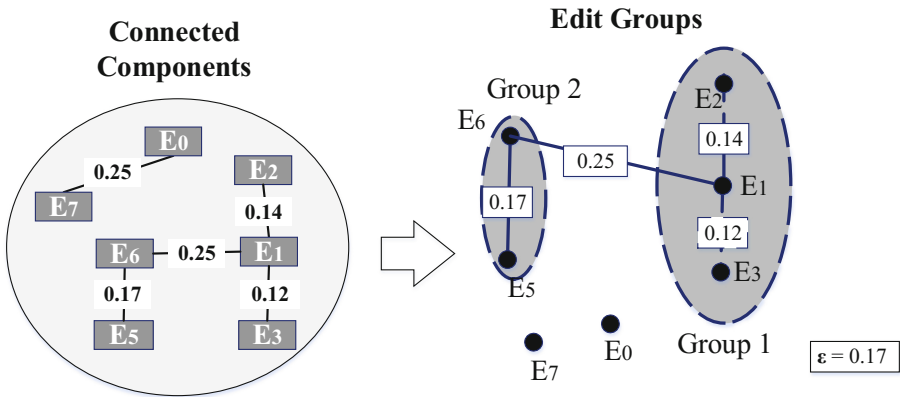 Connected
Components
E0
0.25
E7
E2
0.14
E6
0.25
E1
0.17
0.12
E5
E3
Edit Groups
Group 2
E6
0.17
E5
0.25
E2
0.14
E1
0.12
E3
Group 1
E7
E0
ε = 0.17